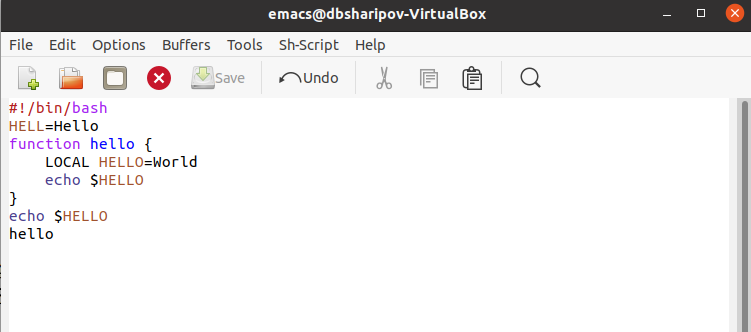 emacs@dbsharipov-VirtualBox
File Edit Options Buffers Tools Sh-Script Help
Save Undo
#!/bin/bash
HELL=Hello
function hello {
    LOCAL HELLO=World
    echo $HELLO
}
echo $HELLO
hello